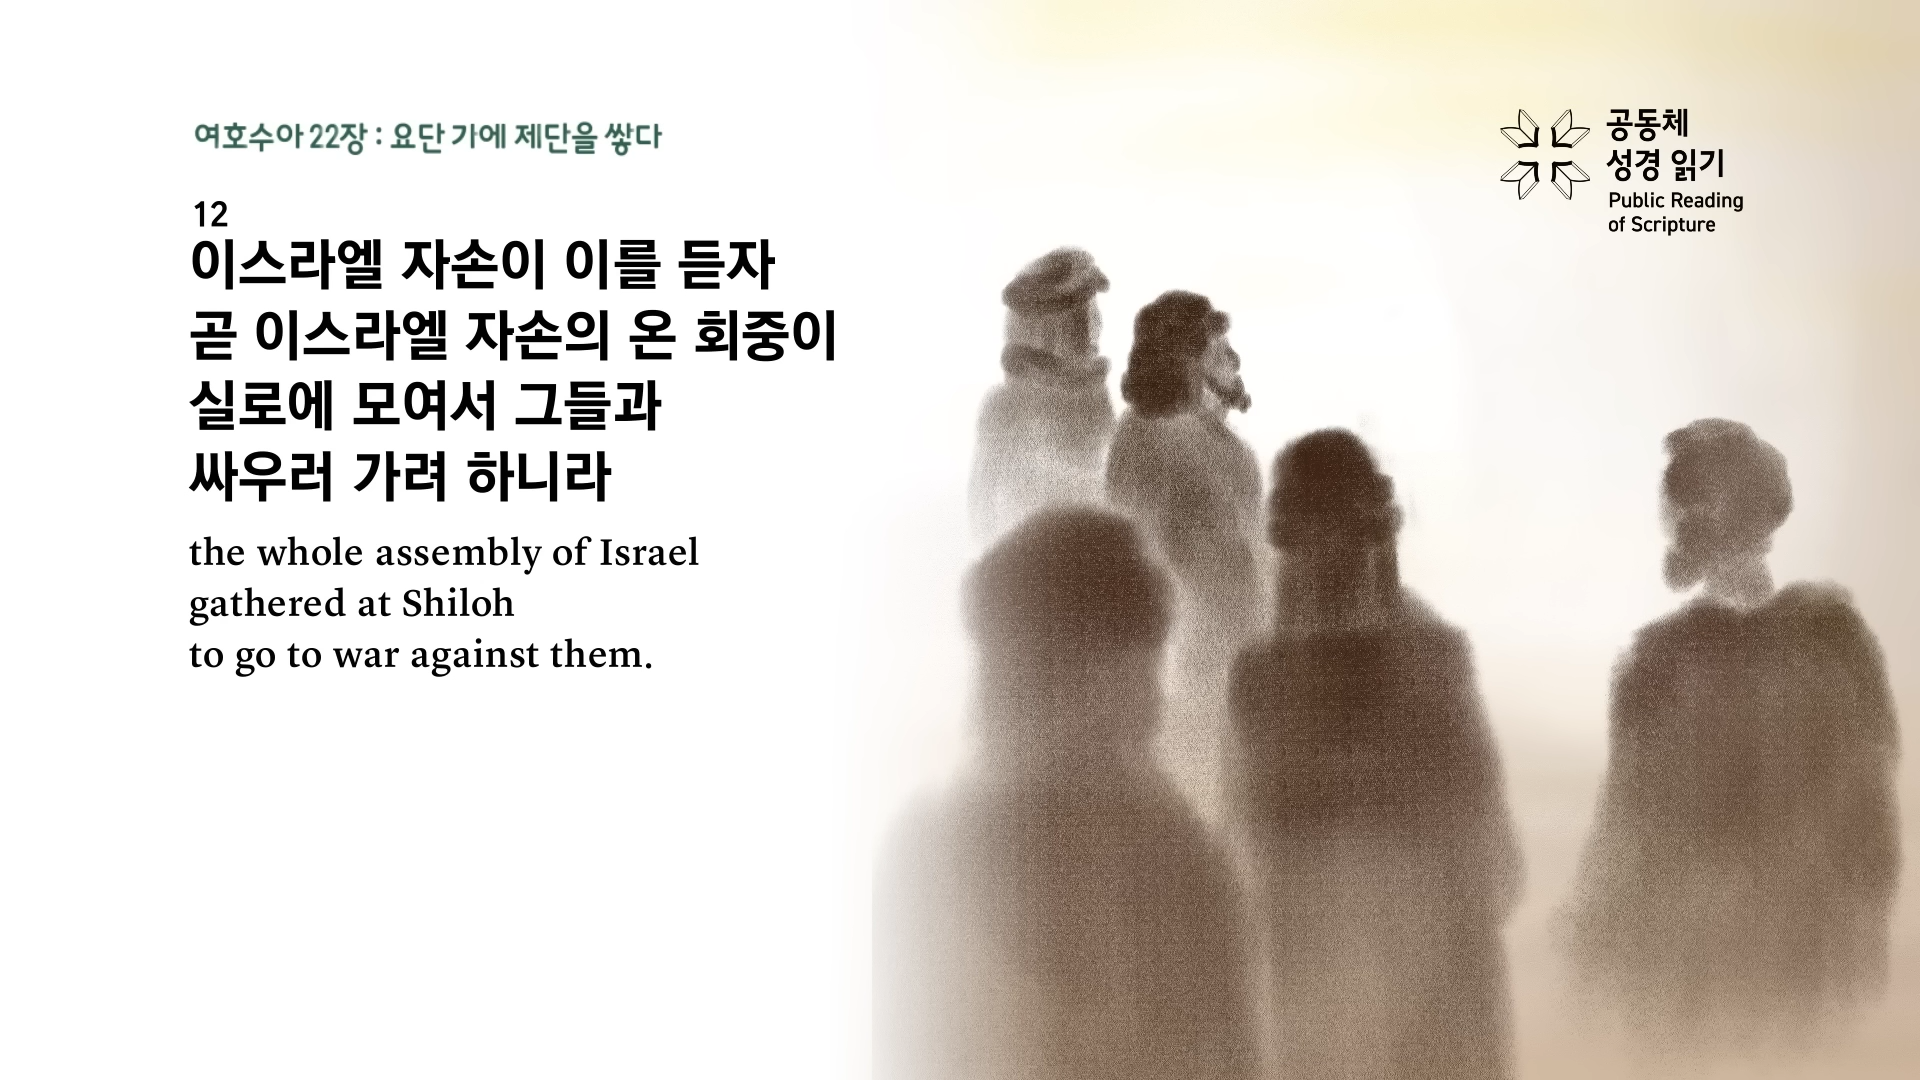 여호수아 22장 : 요단 가에 제단을 쌓다
12
이스라엘 자손이 이를 듣자
곧 이스라엘 자손의 온 회중이
실로에 모여서 그들과
싸우러 가려 하니라
the whole assembly of Israel
gathered at Shiloh
to go to war against them.
공동체
성경 읽기
Public Reading
of Scripture